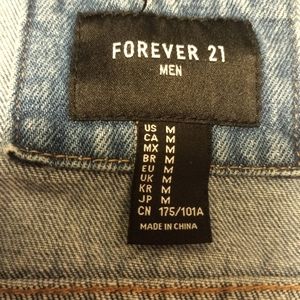 FOREVER 21
MEN
US M
CA M
MX M
BR M
EU M
UK M
KR M
JP M
CN 175/101A
MADE IN CHINA